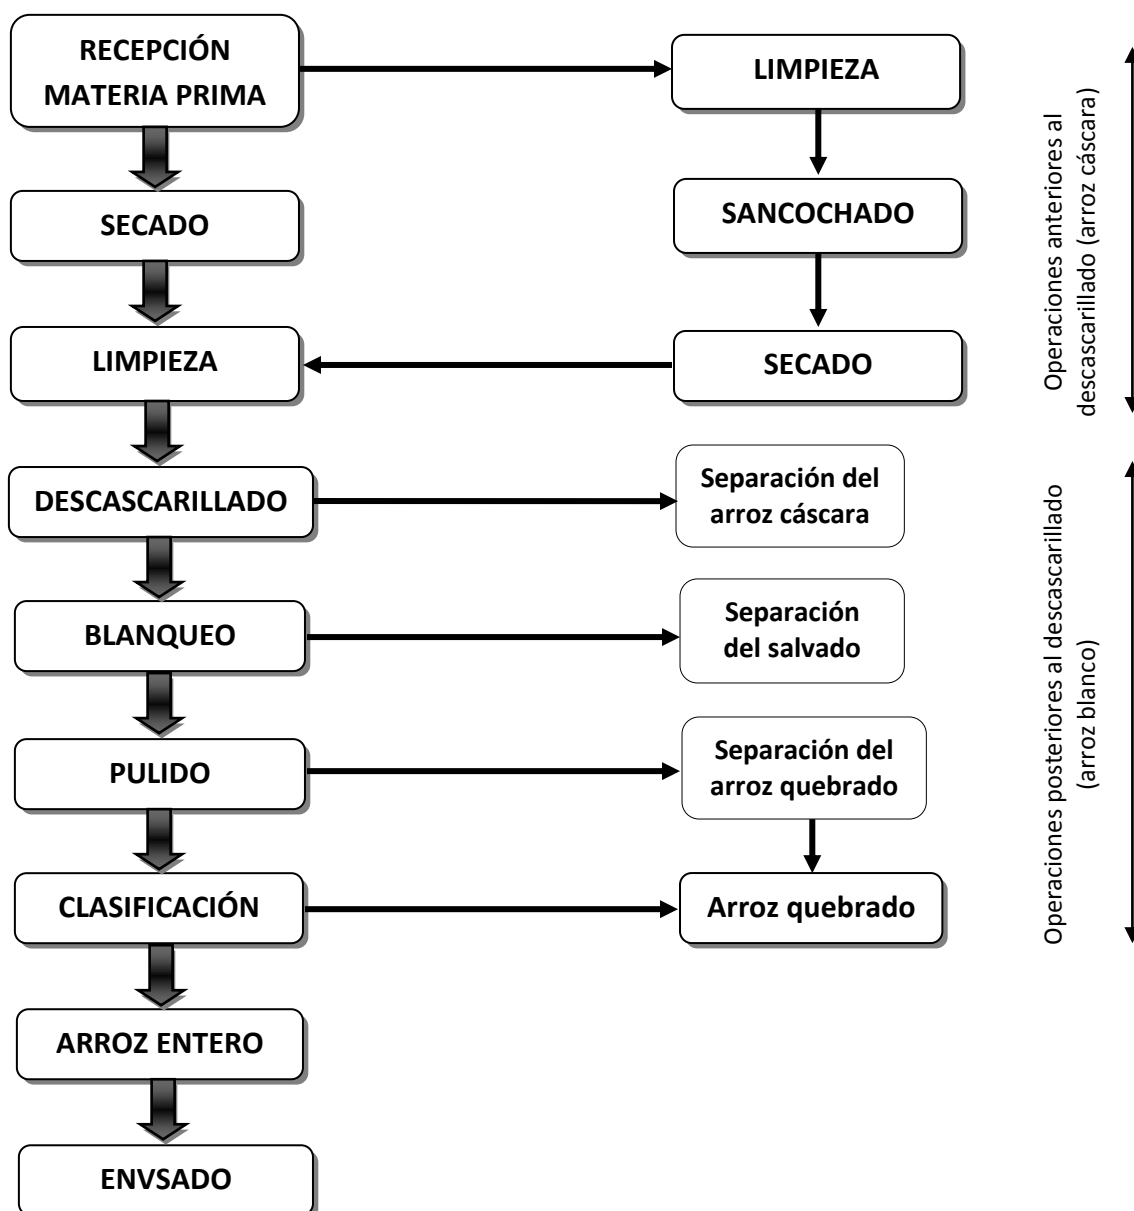 RECEPCIÓN
MATERIA PRIMA
LIMPIEZA
SECADO
SANCOCHADO
LIMPIEZA
SECADO
Operaciones anteriores al
descascarillado (arroz cáscara)
DESCASCARILLADO
Separación del
arroz cáscara
BLANQUEO
Separación
del salvado
PULIDO
Separación del
arroz quebrado
CLASIFICACIÓN
Arroz quebrado
Operaciones posteriores al descascarillado
(arroz blanco)
ARROZ ENTERO
ENVSADO